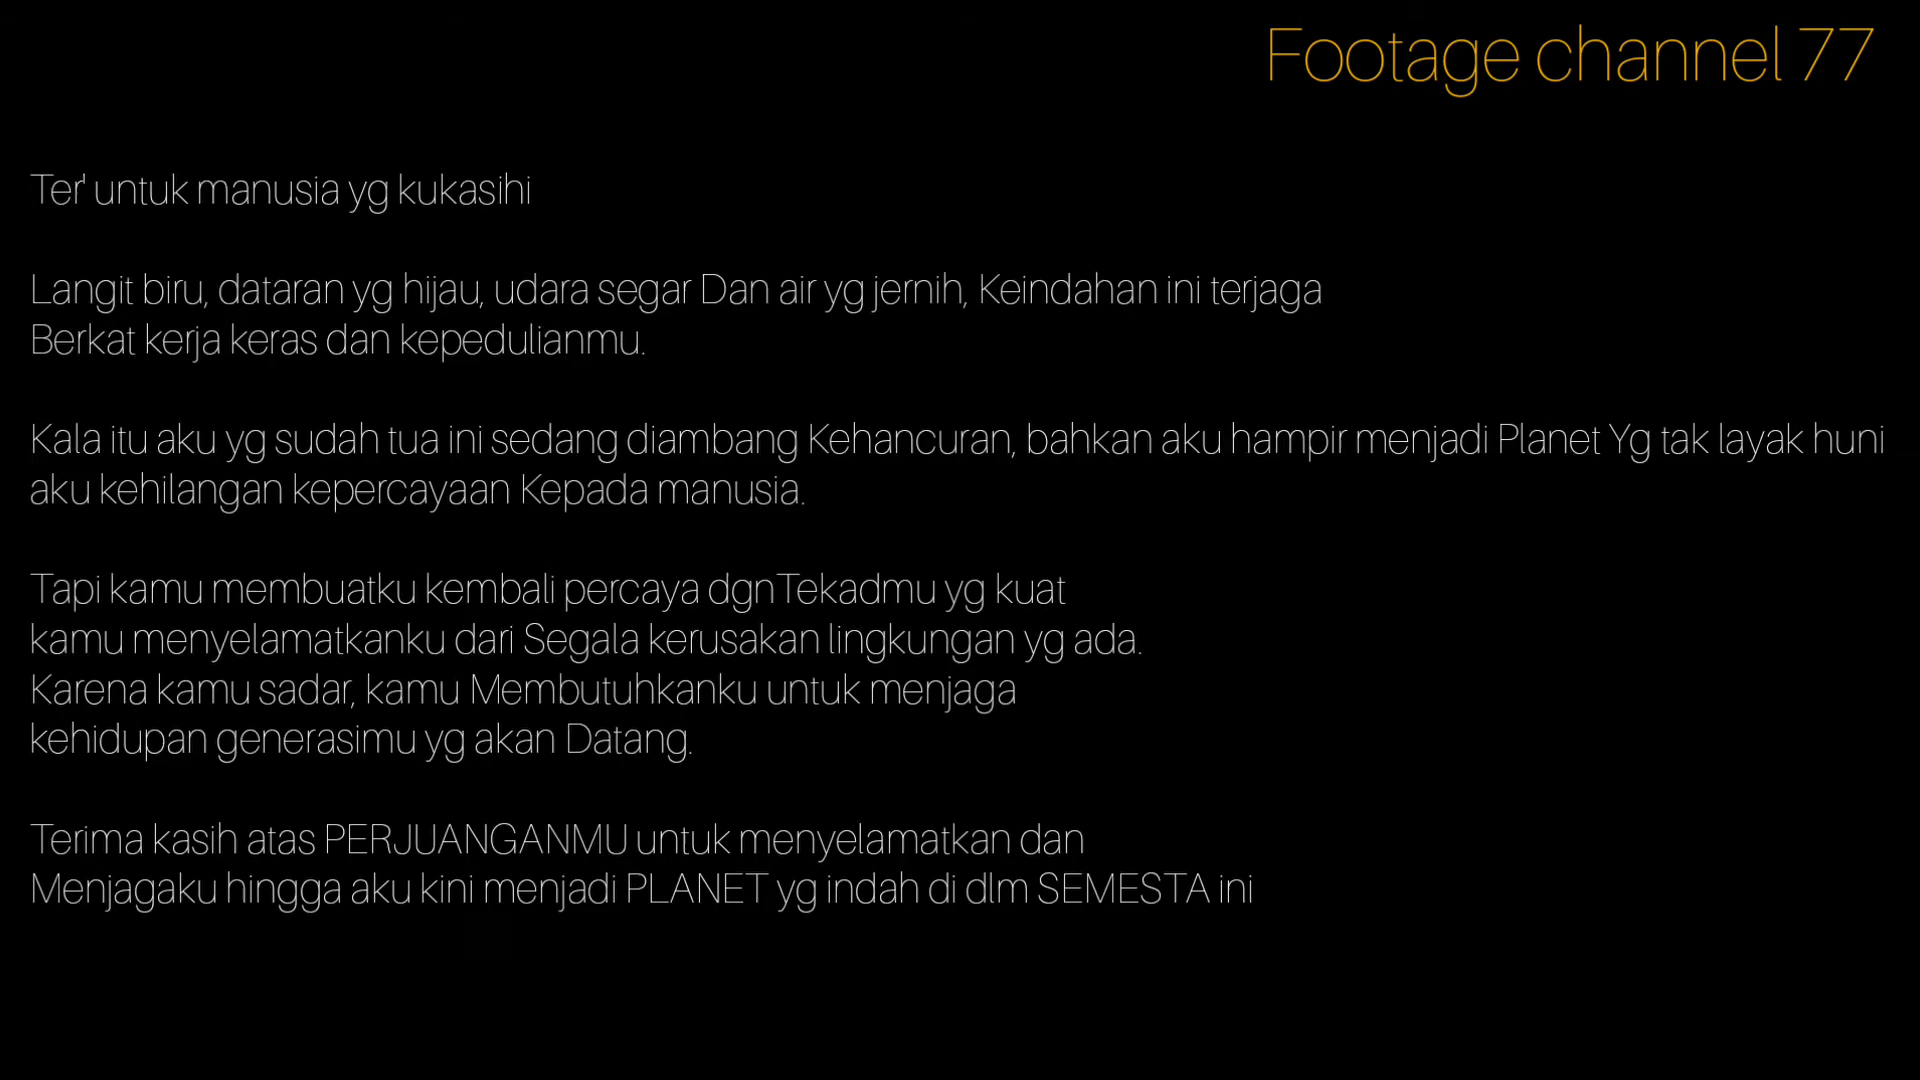 Footage channel 77
Ter' untuk manusia yg kukasihi
Langit biru, dataran yg hijau, udara segar Dan air yg jernih, Keindahan ini terjaga
Berkat kerja keras dan kepedulianmu.
Kala itu aku yg sudah tua ini sedang diambang Kehancuran, bahkan aku hampir menjadi Planet Yg tak layak huni
aku kehilangan kepercayaan Kepada manusia.
Tapi kamu membuatku kembali percaya dgnTekadmu yg kuat
kamu menyelamatkanku dari Segala kerusakan lingkungan yg ada.
Karena kamu sadar, kamu Membutuhkanku untuk menjaga
kehidupan generasimu yg akan Datang.
Terima kasih atas PERJUANGANMU untuk menyelamatkan dan
Menjagaku hingga aku kini menjadi PLANET yg indah di dlm SEMESTA ini